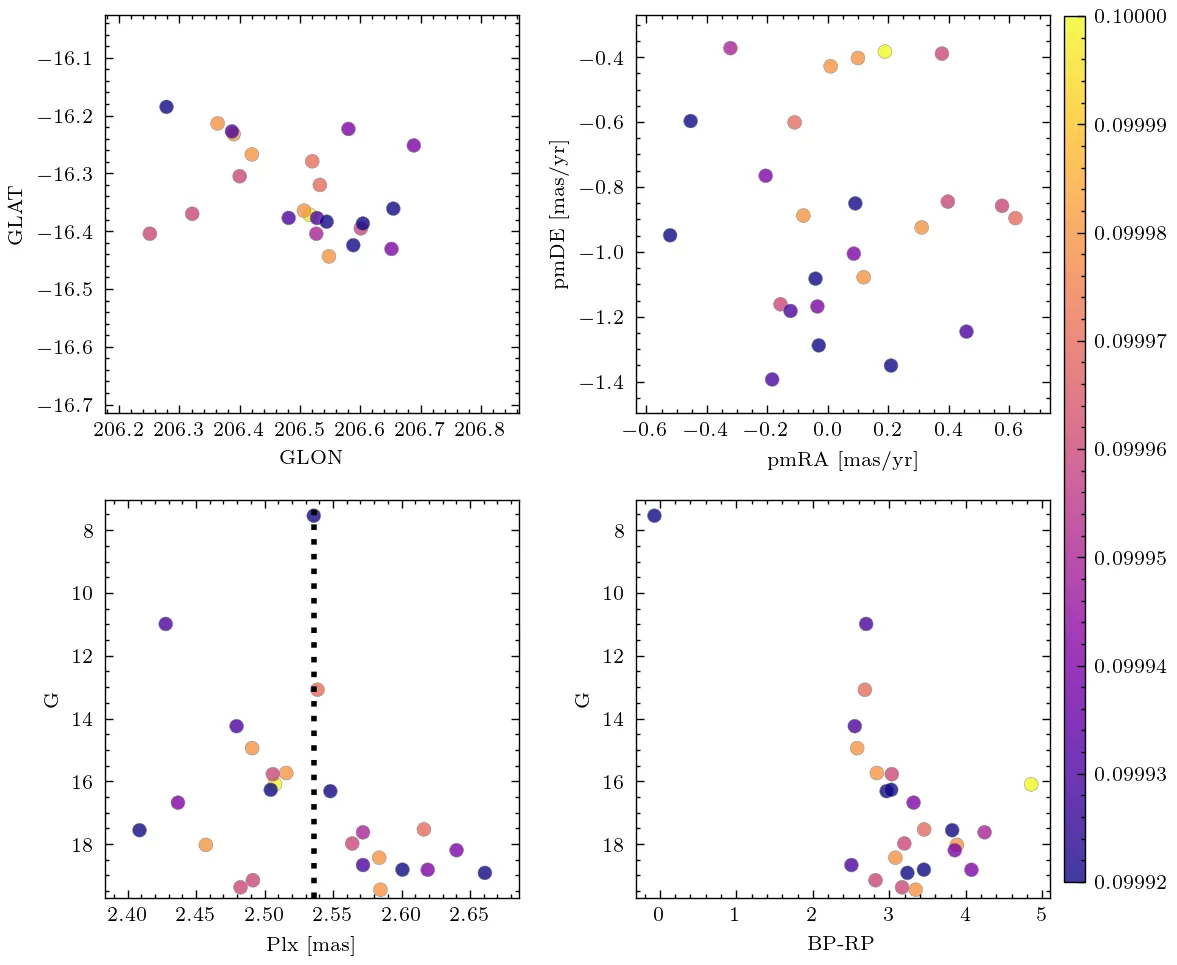 −16.1
−16.2
−16.3
−16.4
−16.5
−16.6
−16.7
GLAT
206.2 206.3 206.4 206.5 206.6 206.7 206.8
GLON
−0.4
−0.6
−0.8
−1.0
−1.2
−1.4
pmDE [mas/yr]
−0.6 −0.4 −0.2 0.0 0.2 0.4 0.6
pmRA [mas/yr]
8
10
12
14
16
18
G
2.40 2.45 2.50 2.55 2.60 2.65
Plx [mas]
8
10
12
14
16
18
G
0 1 2 3 4 5
BP-RP
0.10000
0.09999
0.09998
0.09997
0.09996
0.09995
0.09994
0.09993
0.09992